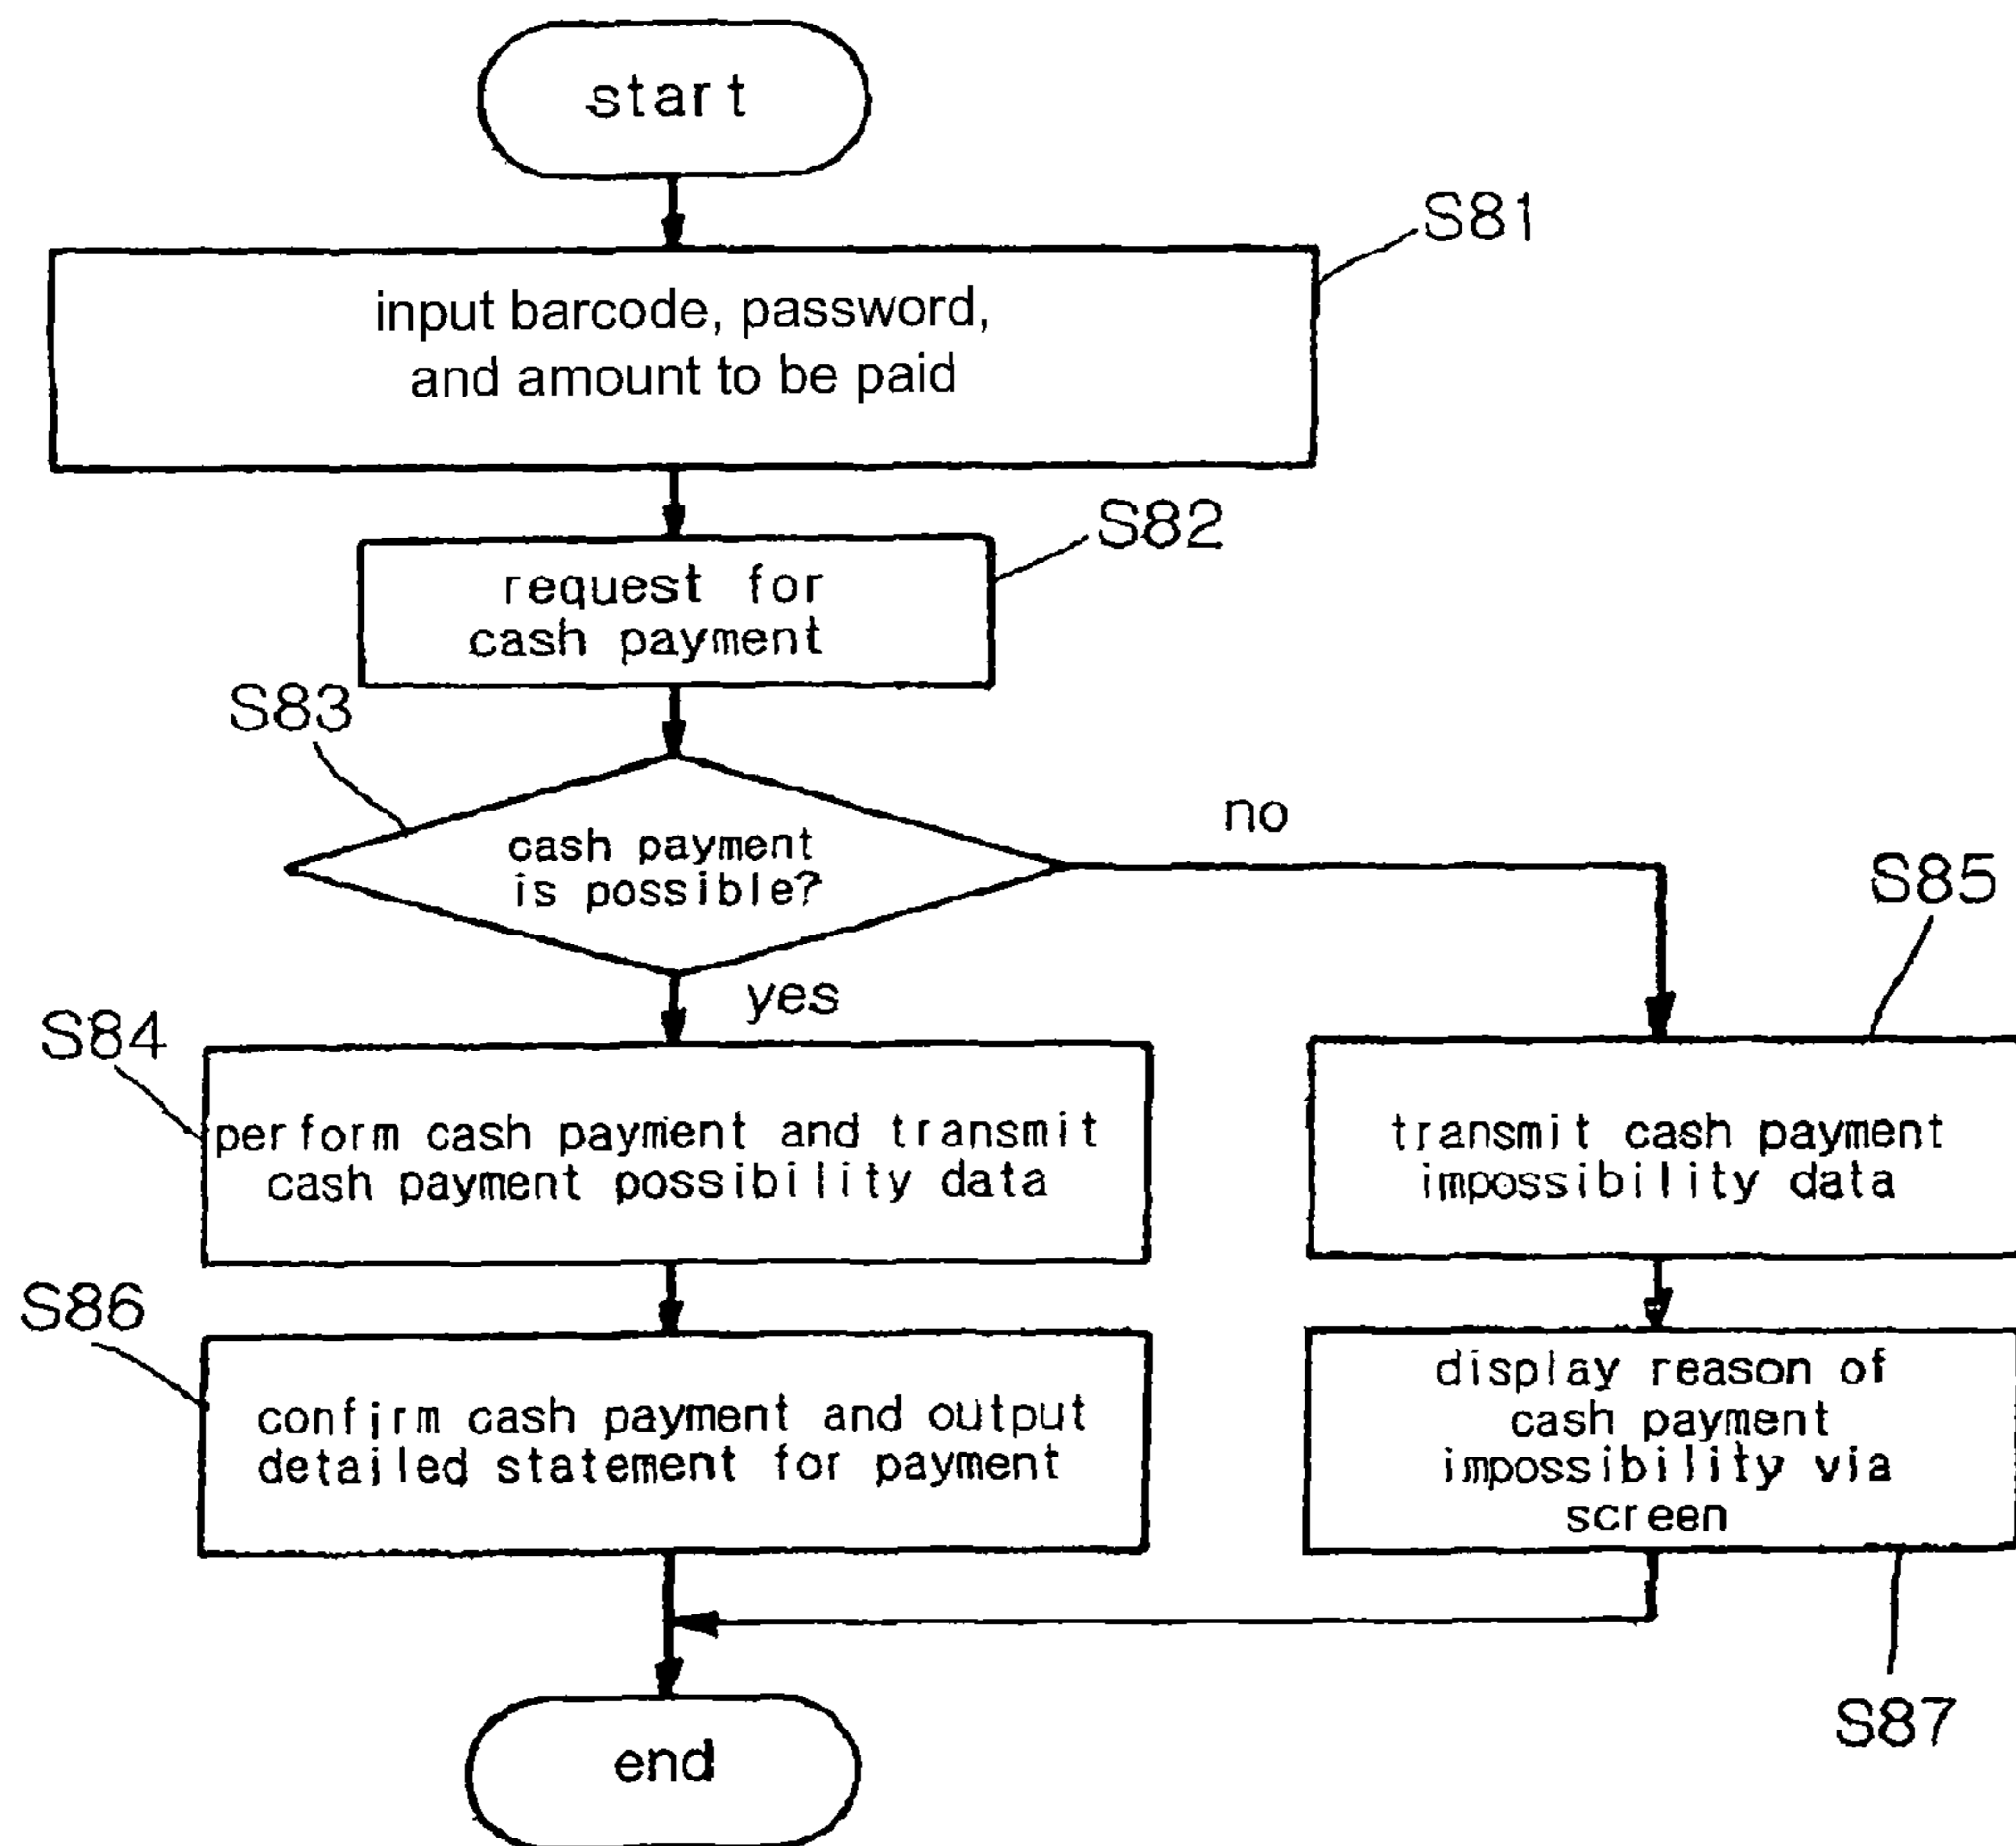 start
S81
input barcode, password,
and amount to be paid
S82
request for
cash payment
S83
cash payment
is possible?
no
yes
S84
perform cash payment and transmit
cash payment possibility data
S85
transmit cash payment
impossibility data
S86
confirm cash payment and output
detailed statement for payment
display reason of
cash payment
impossibility via
screen
S87
end